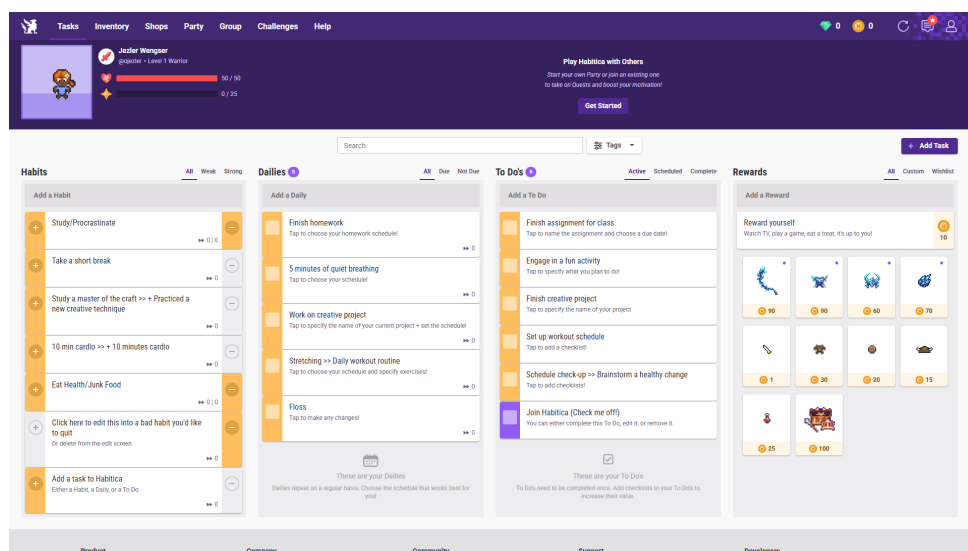 Tasks Inventory Shops Party Group Challenges Help
0 0
Jezler Wengser
@ojezler • Level 1 Warrior
50 / 50
0 / 25
Play Habitica with Others
Start your own Party or join an existing one
to take on Quests and boost your motivation!
Get Started
Search
Tags
+ Add Task
Habits
All Weak Strong
Add a Habit
Study/Procrastinate
0 | 0
Take a short break
0
Study a master of the craft >> + Practiced a
new creative technique
0
10 min cardio >> + 10 minutes cardio
0
Eat Health/Junk Food
0 | 0
Click here to edit this into a bad habit you'd like
to quit
Or delete from the edit screen
0
Add a task to Habitica
Either a Habit, a Daily, or a To Do
0
Dailies
All Due Not Due
Add a Daily
Finish homework
Tap to choose your homework schedule!
0
5 minutes of quiet breathing
Tap to choose your schedule!
0
Work on creative project
Tap to specify the name of your current project + set the schedule!
0
Stretching >> Daily workout routine
Tap to choose your schedule and specify exercises!
0
Floss
Tap to make any changes!
0
These are your Dailies
Dailies repeat on a regular basis. Choose the schedule that works best for
you!
To Do's
Active Scheduled Complete
Add a To Do
Finish assignment for class
Tap to name the assignment and choose a due date!
Engage in a fun activity
Tap to specify what you plan to do!
Finish creative project
Tap to specify the name of your project
Set up workout schedule
Tap to add a checklist!
Schedule check-up >> Brainstorm a healthy change
Tap to add checklists!
Join Habitica (Check me off!)
You can either complete this To Do, edit it, or remove it.
These are your To Do's
To Do's need to be completed once. Add checklists to your To Do's to
increase their value.
Rewards
All Custom Wishlist
Add a Reward
Reward yourself
Watch TV, play a game, eat a treat, it's up to you!
10
90 90 60 70
1 30 20 15
25 100
Product Company Community Support Developers